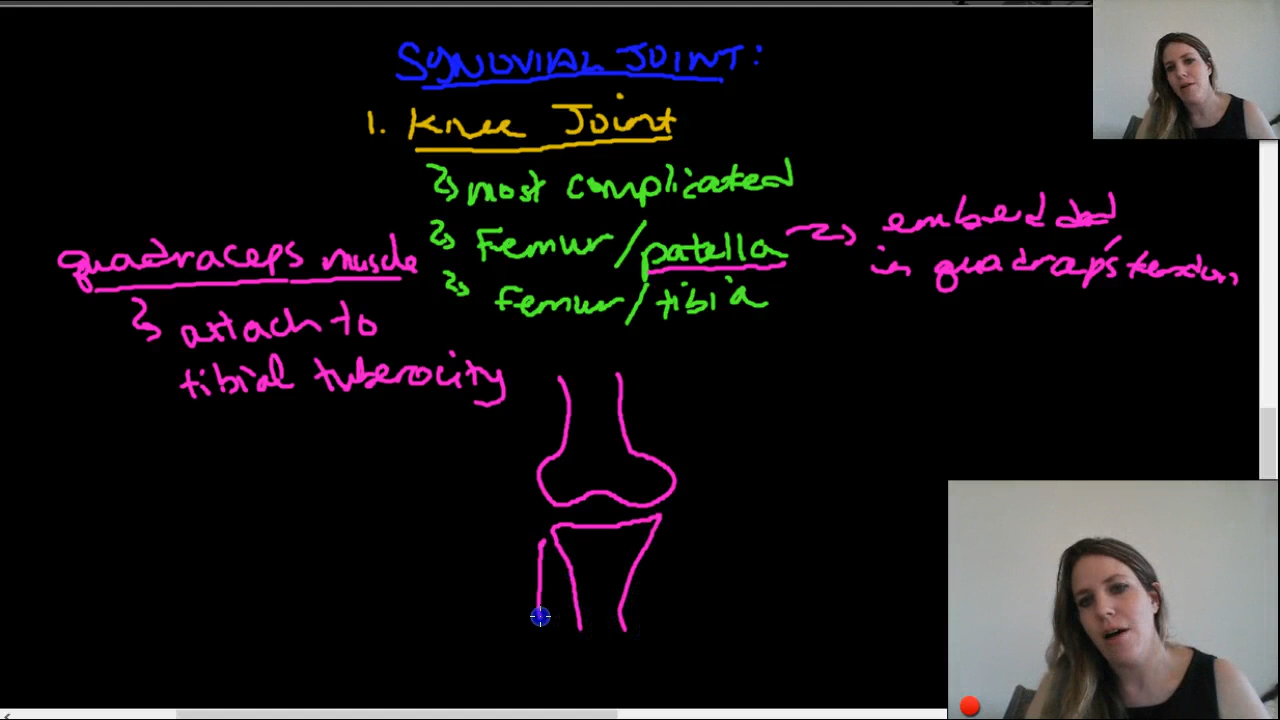 SYNOVIAL JOINT:
1. Knee Joint
most complicated
Femur/patella
embedded
in quadrap's tendon
Femur/tibia
quadraceps muscle
attach to
tibial tuberocity